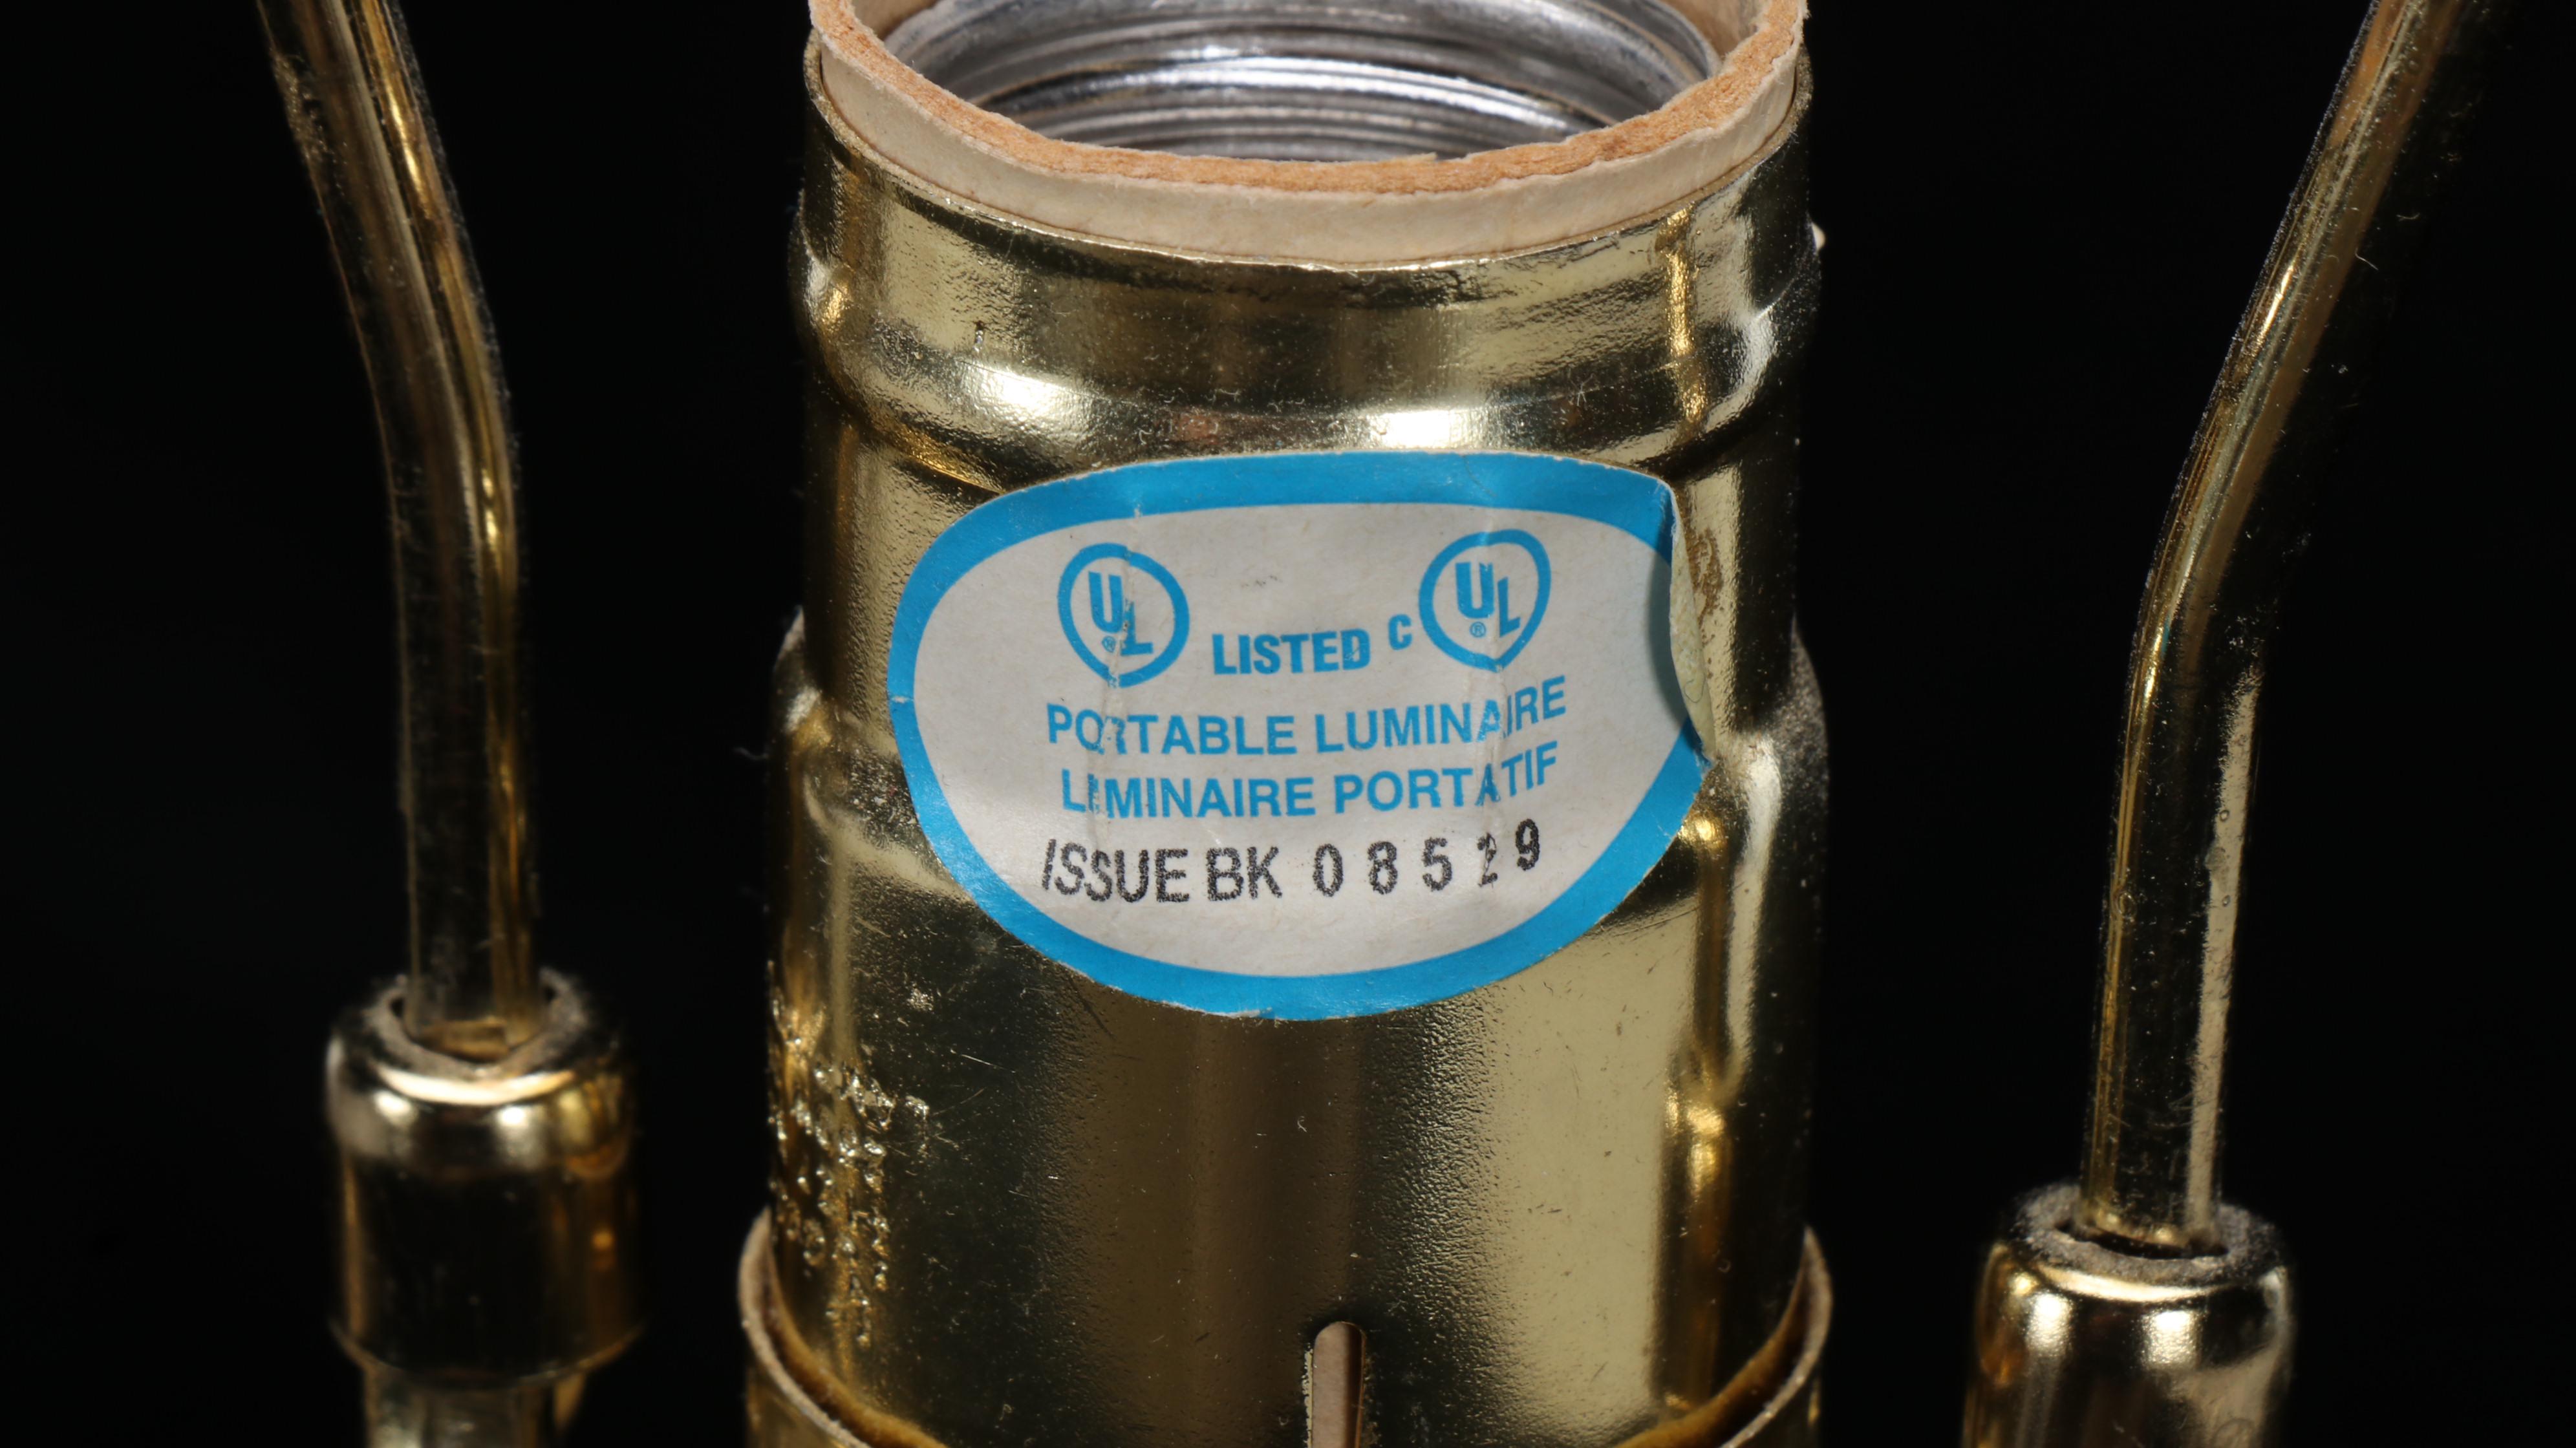 UL ® LISTED C UL ®
PORTABLE LUMINAIRE
LUMINAIRE PORTATIF
ISSUE BK 08529